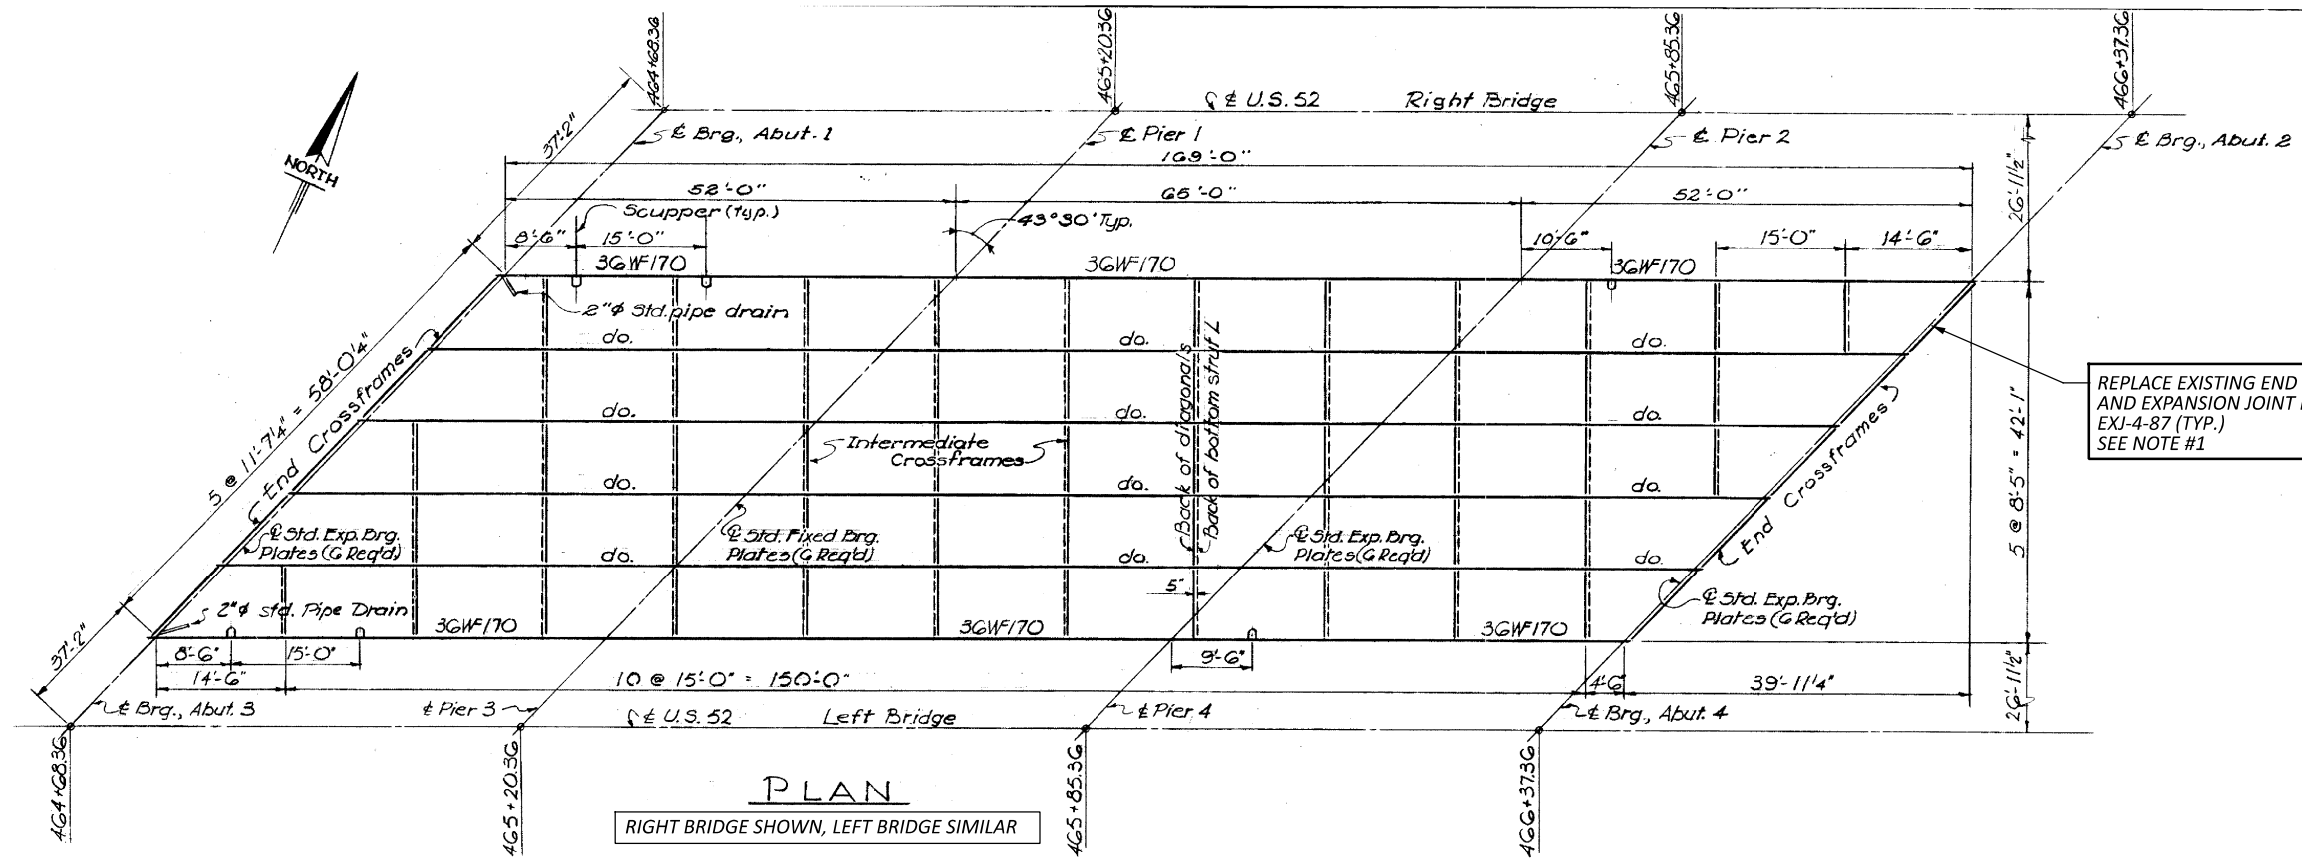 464+68.36
465+20.36
465+85.36
466+37.36
℄ U.S. 52
Right Bridge
37'-2"
℄ Brg., Abut. 1
℄ Pier 1
℄ Pier 2
℄ Brg., Abut. 2
NORTH
169'-0"
52'-0"
65'-0"
52'-0"
26'-11½"
Scupper (typ.)
43°30' Typ.
8'-6"
15'-0"
10'-6"
15'-0"
14'-6"
36WF170
36WF170
36WF170
2"φ Std. pipe drain
do.
do.
do.
5 @ 11'-7¼" = 58'-0¼"
End Crossframes
Back of diagonals
Back of bottom strut L
REPLACE EXISTING END
AND EXPANSION JOINT
EXJ-4-87 (TYP.)
SEE NOTE #1
do.
do.
do.
Intermediate
Crossframes
5 @ 8'-5" = 42'-1"
do.
do.
do.
End Crossframes
℄ Std. Exp. Brg.
Plates (6 Req'd)
℄ Std. Fixed Brg.
Plates (6 Req'd)
℄ Std. Exp. Brg.
Plates (6 Req'd)
do.
do.
do.
5"
℄ Std. Exp. Brg.
Plates (6 Req'd)
2"φ std. Pipe Drain
36WF170
36WF170
36WF170
37'-2"
8'-6"
15'-0"
9'-6"
14'-6"
10 @ 15'-0" = 150'-0"
4'-6"
39'-11¼"
26'-11½"
℄ Brg., Abut. 3
℄ Pier 3
℄ U.S. 52
Left Bridge
℄ Pier 4
℄ Brg., Abut. 4
464+68.36
465+20.36
465+85.36
466+37.36
PLAN
RIGHT BRIDGE SHOWN, LEFT BRIDGE SIMILAR